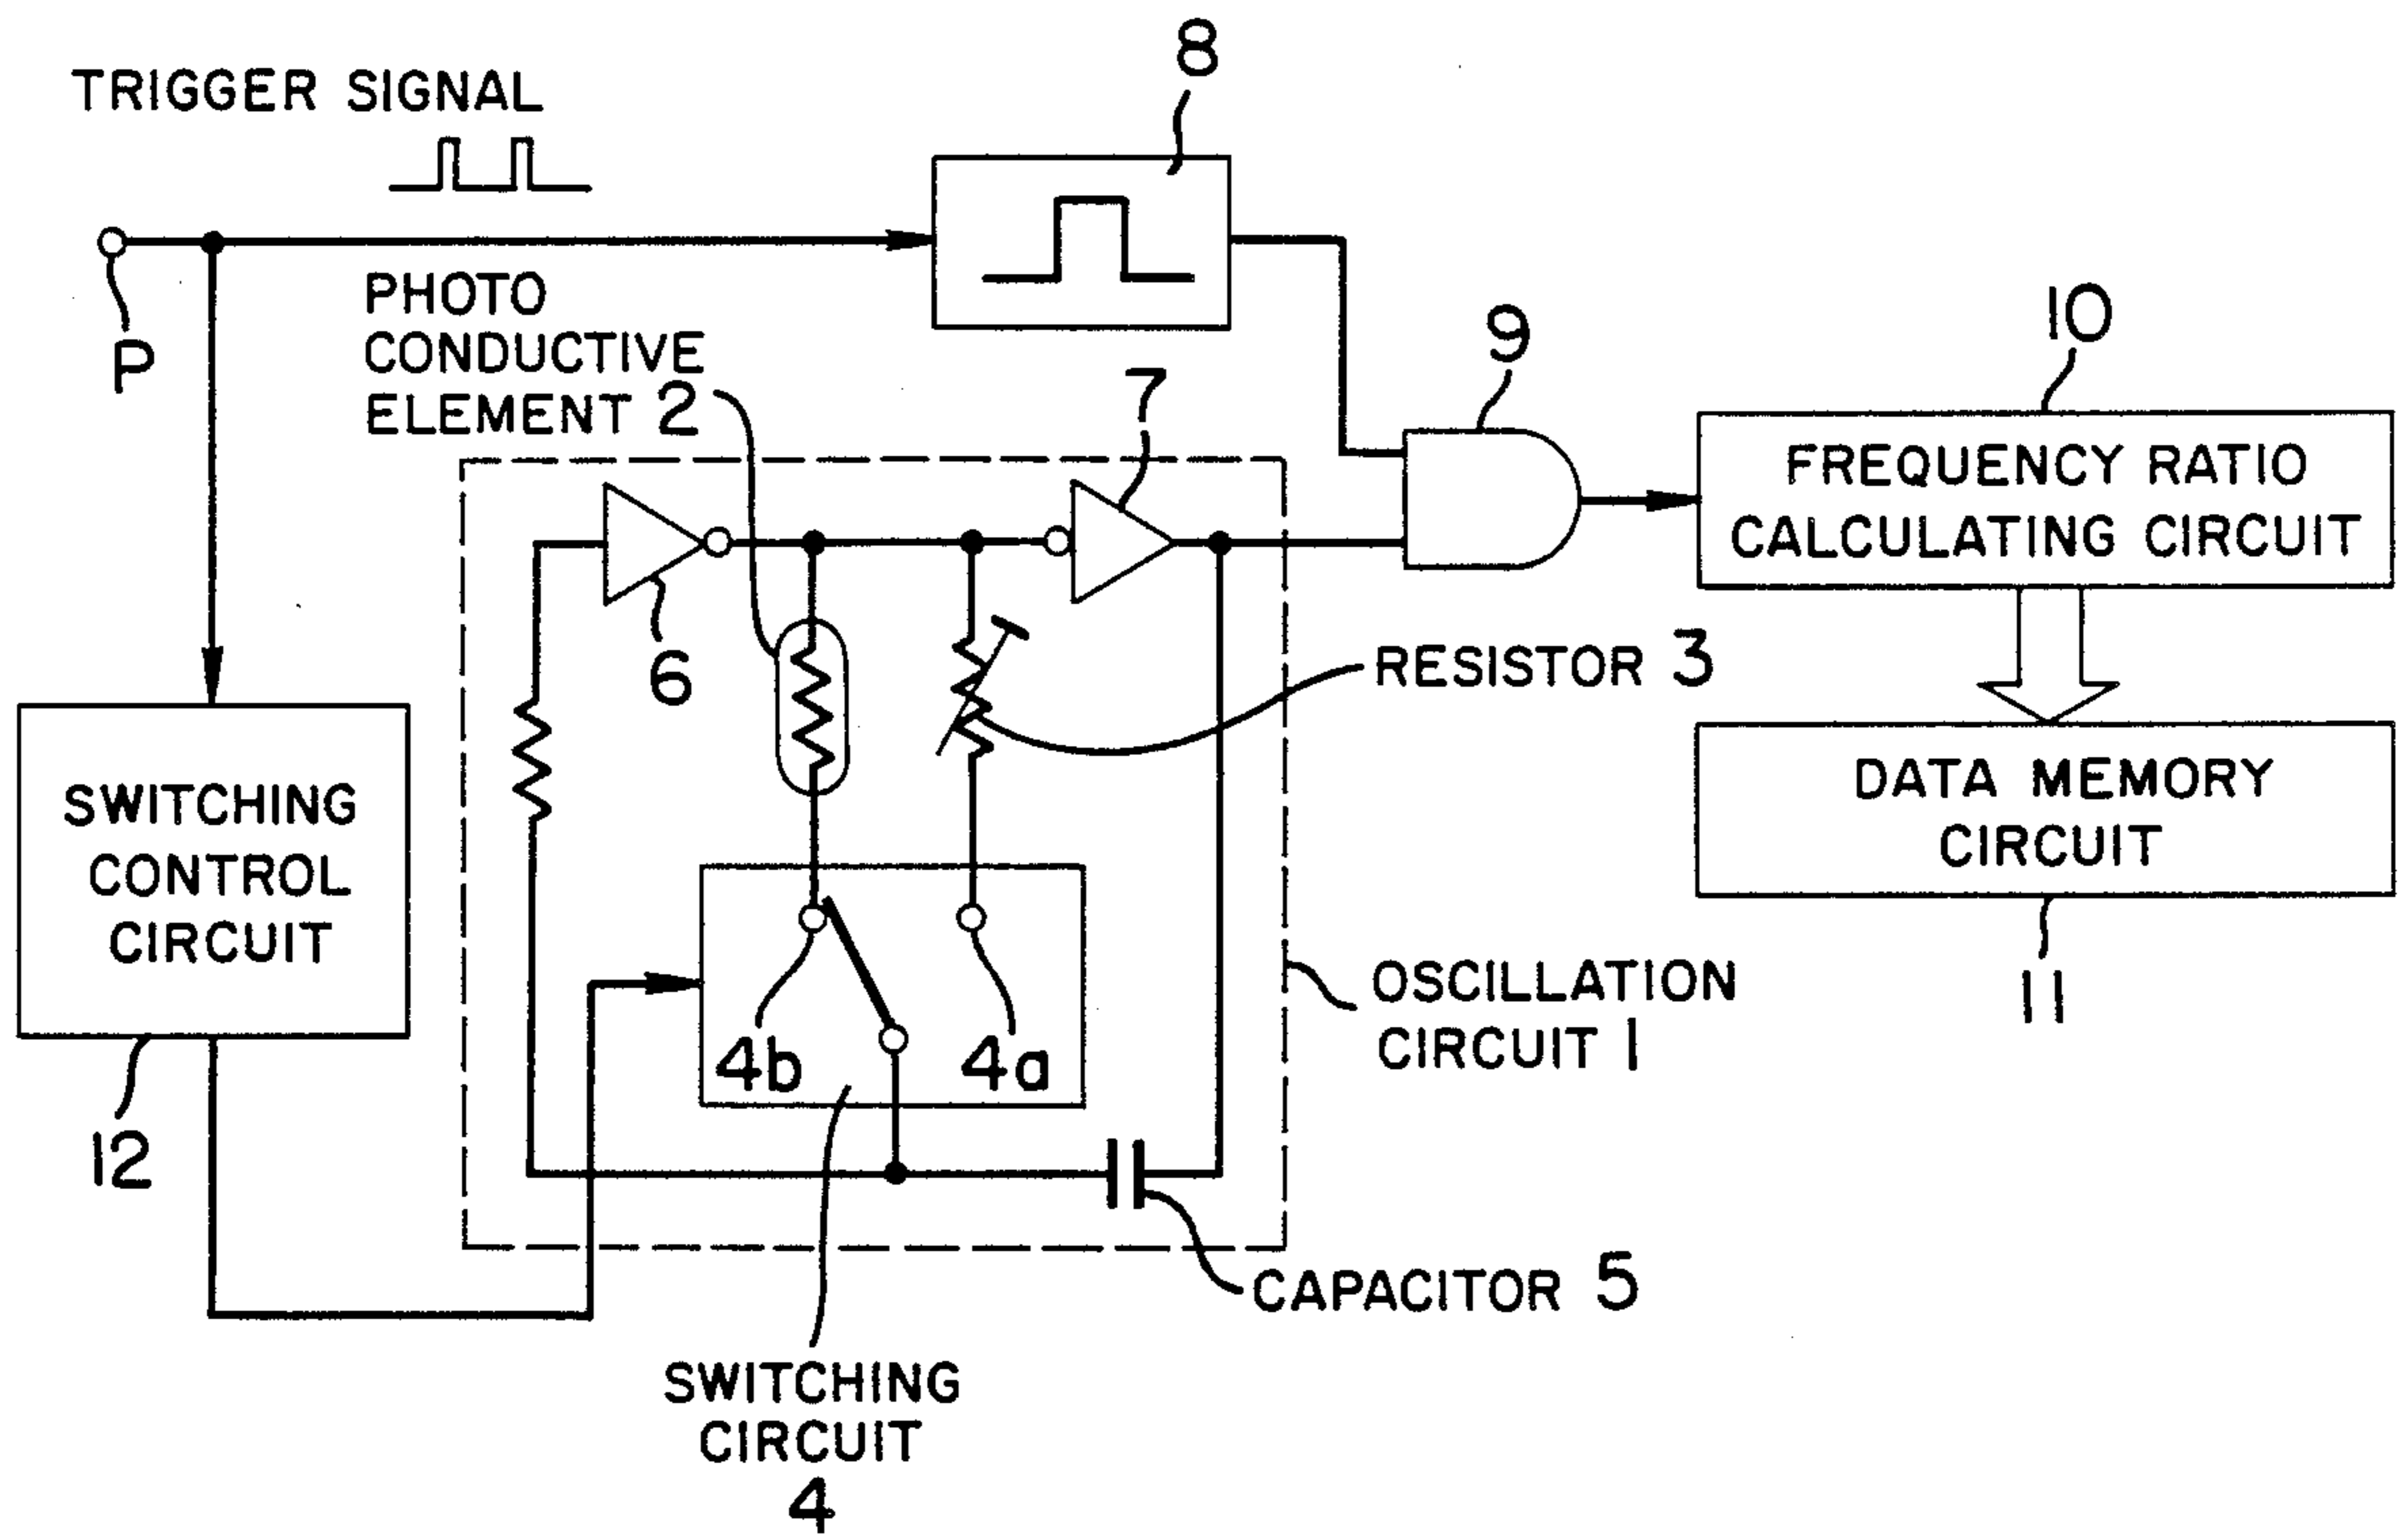 TRIGGER SIGNAL
8
P
PHOTO
CONDUCTIVE
ELEMENT 2
7
9
10
FREQUENCY RATIO
CALCULATING CIRCUIT
6
RESISTOR 3
SWITCHING
CONTROL
CIRCUIT
DATA MEMORY
CIRCUIT
4b
4a
OSCILLATION
CIRCUIT 1
11
12
CAPACITOR 5
SWITCHING
CIRCUIT
4